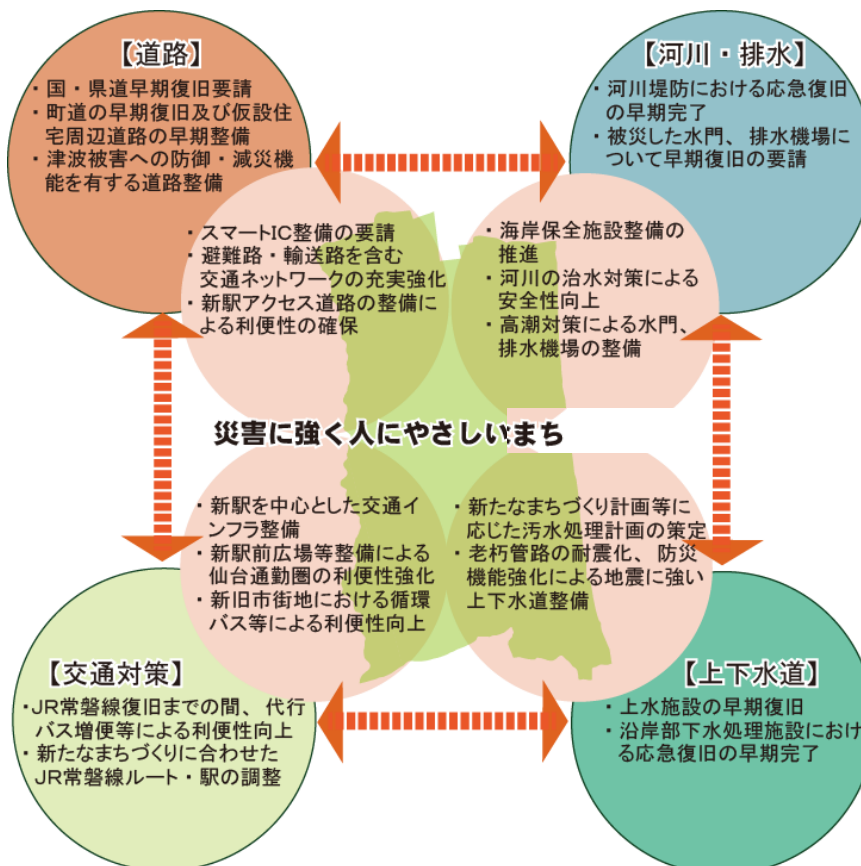 【道路】
・国・県道早期復旧要請
・町道の早期復旧及び仮設住
宅周辺道路の早期整備
・津波被害への防御・減災機
能を有する道路整備
【河川・排水】
・河川堤防における応急復旧
の早期完了
・被災した水門、排水機場に
ついて早期復旧の要請
・スマートIC整備の要請
・避難路・輸送路を含む
交通ネットワークの充実強化
・新駅アクセス道路の整備に
よる利便性の確保
・海岸保全施設整備の
推進
・河川の治水対策による
安全性向上
・高潮対策による水門、
排水機場の整備
災害に強く人にやさしいまち
・新駅を中心とした交通イ
ンフラ整備
・新駅前広場等整備による
仙台通勤圏の利便性強化
・新旧市街地における循環
バス等による利便性向上
・新たなまちづくり計画等に
応じた汚水処理計画の策定
・老朽管路の耐震化、防災
機能強化による地震に強い
上下水道整備
【交通対策】
・JR常磐線復旧までの間、代行
バス増便等による利便性向上
・新たなまちづくりに合わせた
JR常磐線ルート・駅の調整
【上下水道】
・上水施設の早期復旧
・沿岸部下水処理施設におけ
る応急復旧の早期完了